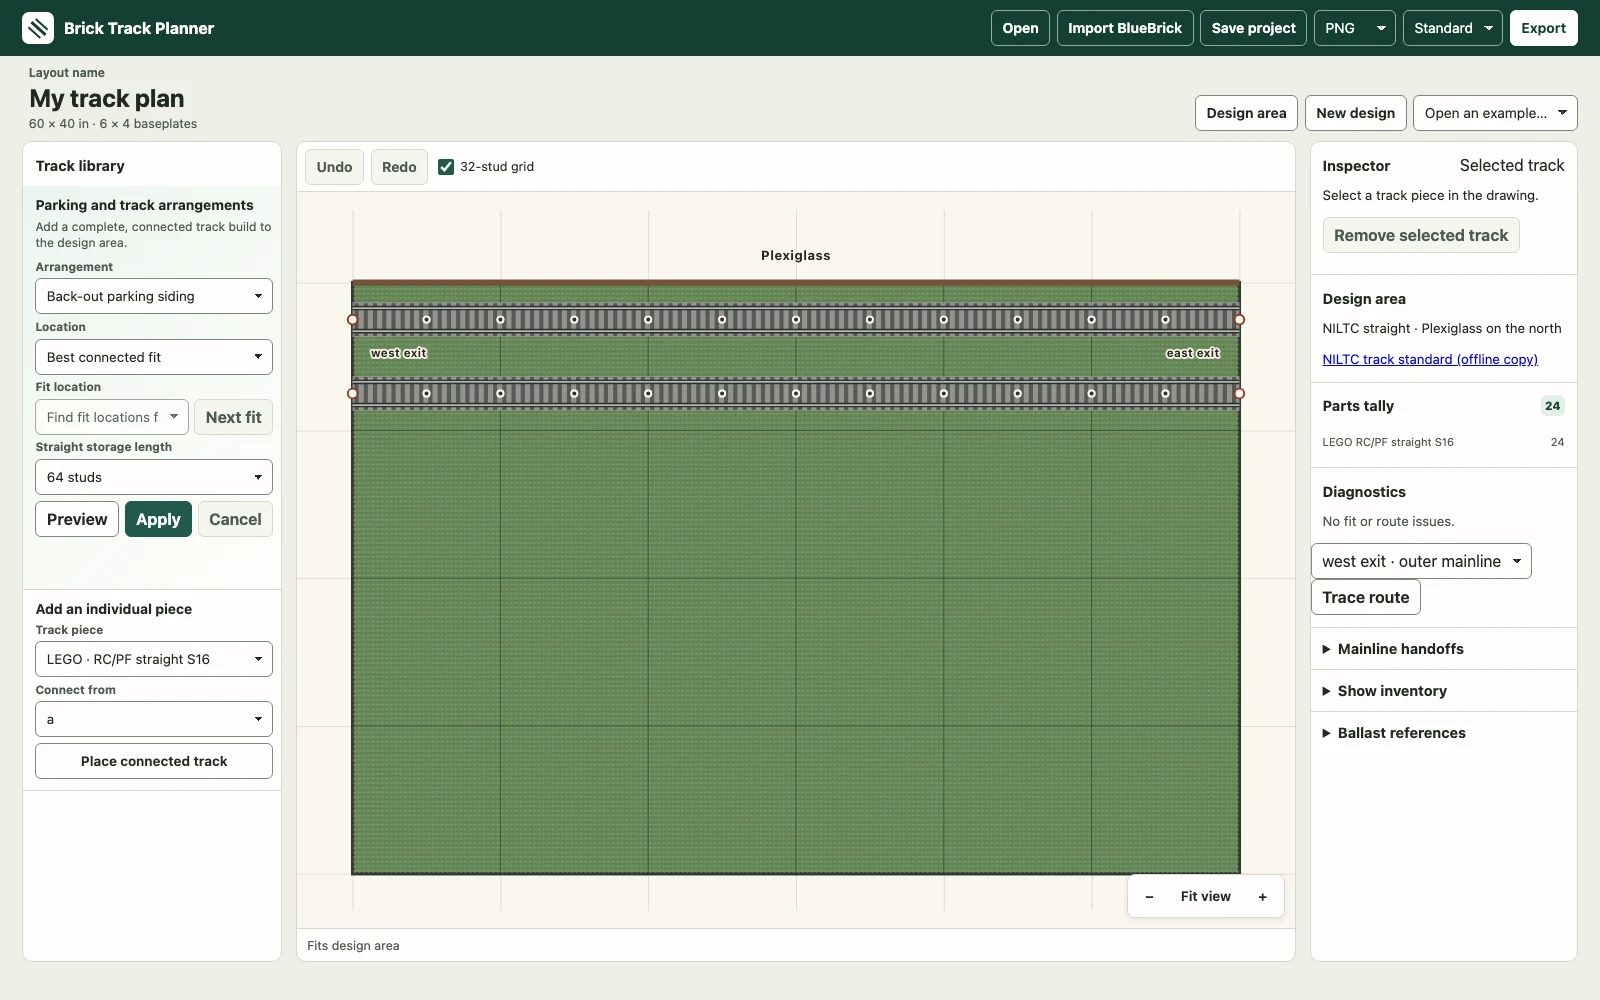 Brick Track Planner
Open
Import BlueBrick
Save project
PNG
Standard
Export
Layout name
My track plan
60 × 40 in · 6 × 4 baseplates
Design area
New design
Open an example...
Track library
Parking and track arrangements
Add a complete, connected track build to
the design area.
Arrangement
Back-out parking siding
Location
Best connected fit
Fit location
Find fit locations f
Next fit
Straight storage length
64 studs
Preview
Apply
Cancel
Add an individual piece
Track piece
LEGO · RC/PF straight S16
Connect from
a
Place connected track
Undo
Redo
32-stud grid
Plexiglass
west exit
east exit
−
Fit view
+
Fits design area
Inspector
Selected track
Select a track piece in the drawing.
Remove selected track
Design area
NILTC straight · Plexiglass on the north
NILTC track standard (offline copy)
Parts tally
24
LEGO RC/PF straight S16
24
Diagnostics
No fit or route issues.
west exit · outer mainline
Trace route
Mainline handoffs
Show inventory
Ballast references